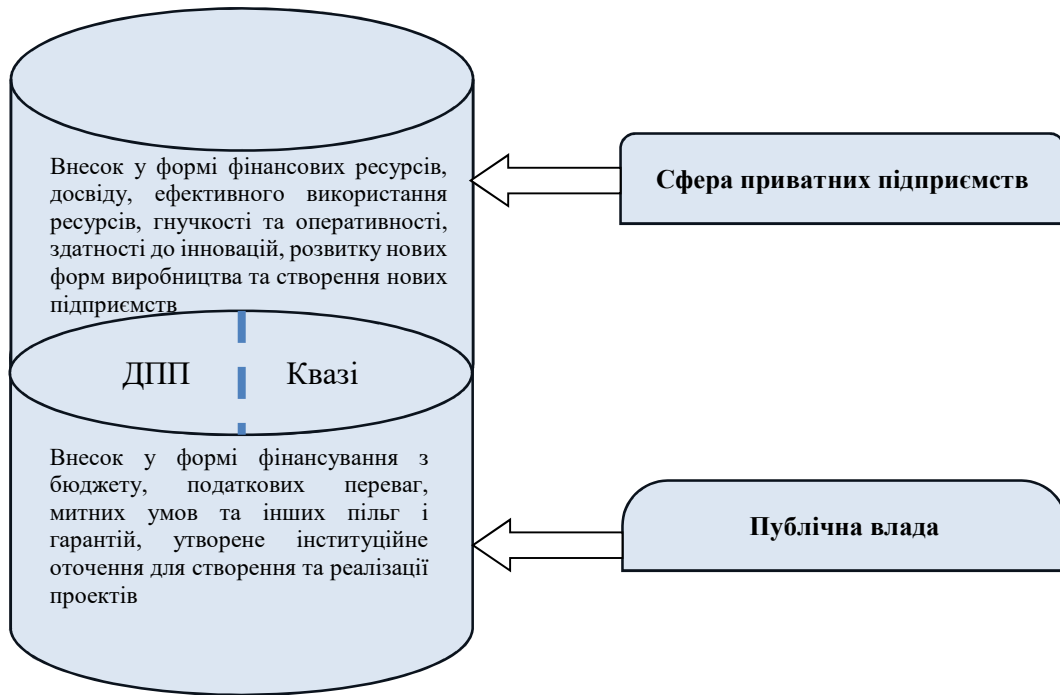 Внесок у формі фінансових ресурсів,
досвіду, ефективного використання
ресурсів, гнучкості та оперативності,
здатності до інновацій, розвитку нових
форм виробництва та створення нових
підприємств
Сфера приватних підприємств
ДПП
Квазі
Внесок у формі фінансування з
бюджету, податкових переваг,
митних умов та інших пільг і
гарантій, утворене інституційне
оточення для створення та реалізації
проектів
Публічна влада